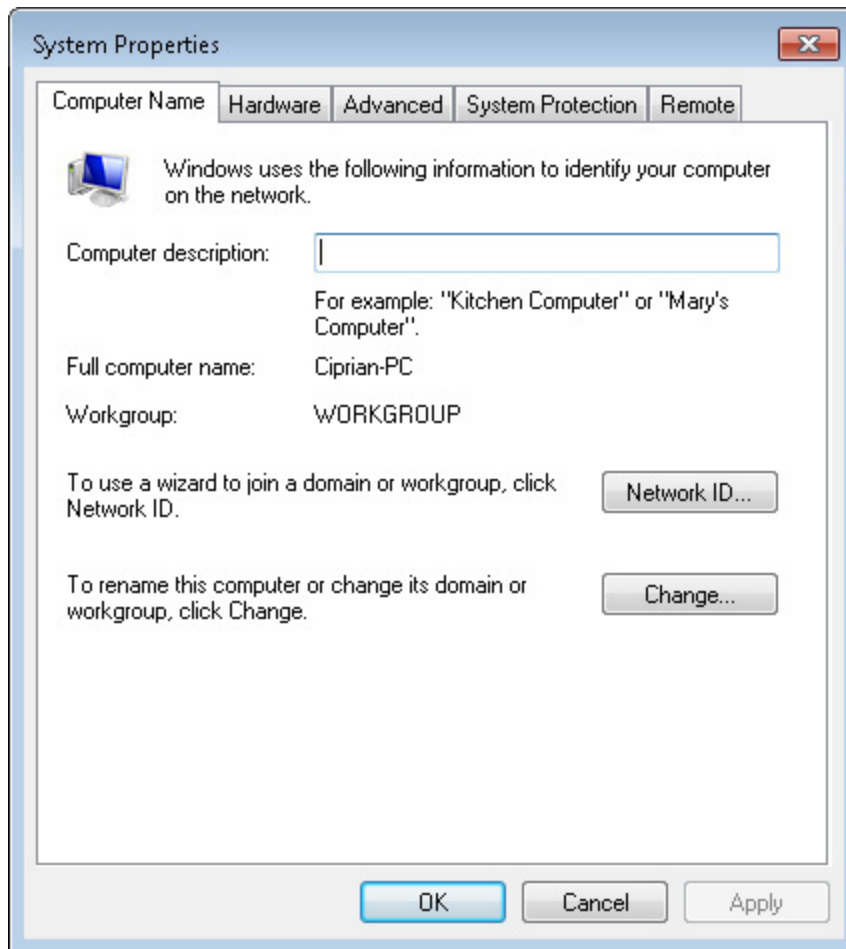 System Properties
Computer Name Hardware Advanced System Protection Remote
Windows uses the following information to identify your computer
on the network.
Computer description:
For example: "Kitchen Computer" or "Mary's
Computer".
Full computer name: Ciprian-PC
Workgroup: WORKGROUP
To use a wizard to join a domain or workgroup, click
Network ID.
Network ID...
To rename this computer or change its domain or
workgroup, click Change.
Change...
OK Cancel Apply